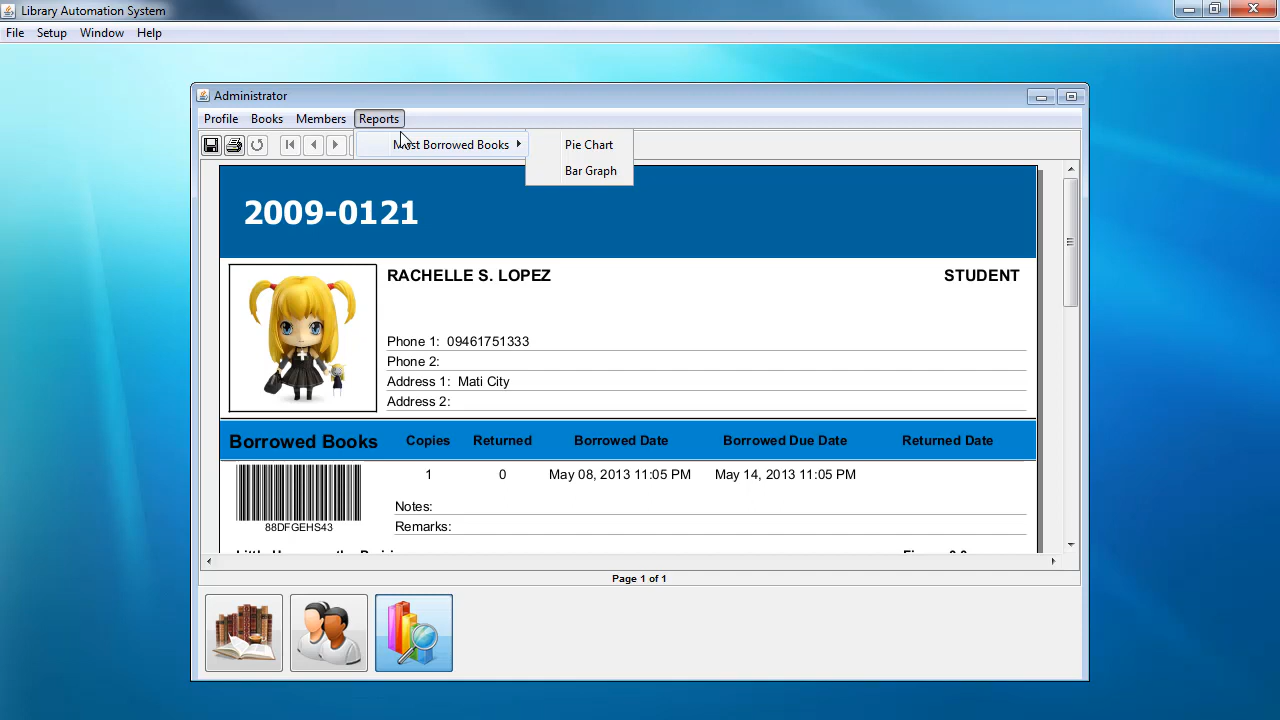 Library Automation System
File Setup Window Help
Administrator
Profile Books Members Reports
Most Borrowed Books Pie Chart
Bar Graph
2009-0121
RACHELLE S. LOPEZ STUDENT
Phone 1: 09461751333
Phone 2:
Address 1: Mati City
Address 2:
Borrowed Books Copies Returned Borrowed Date Borrowed Due Date Returned Date
1 0 May 08, 2013 11:05 PM May 14, 2013 11:05 PM
Notes:
88DFGEHS43
Remarks:
Page 1 of 1